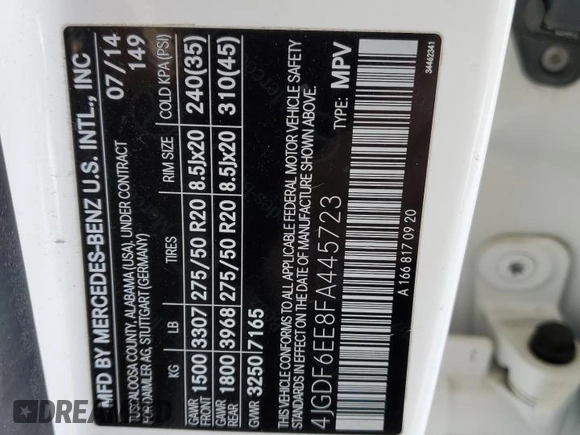 MFD BY MERCEDES-BENZ U.S. INTL., INC
07/14
TUSCALOOSA COUNTY, ALABAMA (USA), UNDER CONTRACT
149
FOR DAIMLER AG, STUTTGART (GERMANY)
KG LB TIRES RIM SIZE COLD KPA (PSI)
GAWR FRONT 1500 3307 275/50 R20 8.5Jx20 240(35)
GAWR REAR 1800 3968 275/50 R20 8.5Jx20 310(45)
GVWR 3250 7165
THIS VEHICLE CONFORMS TO ALL APPLICABLE FEDERAL MOTOR VEHICLE SAFETY
STANDARDS IN EFFECT ON THE DATE OF MANUFACTURE SHOWN ABOVE.
4JGDF6EE8FA445723 TYPE: MPV
A 166 817 09 20
34462341
DREAMBID